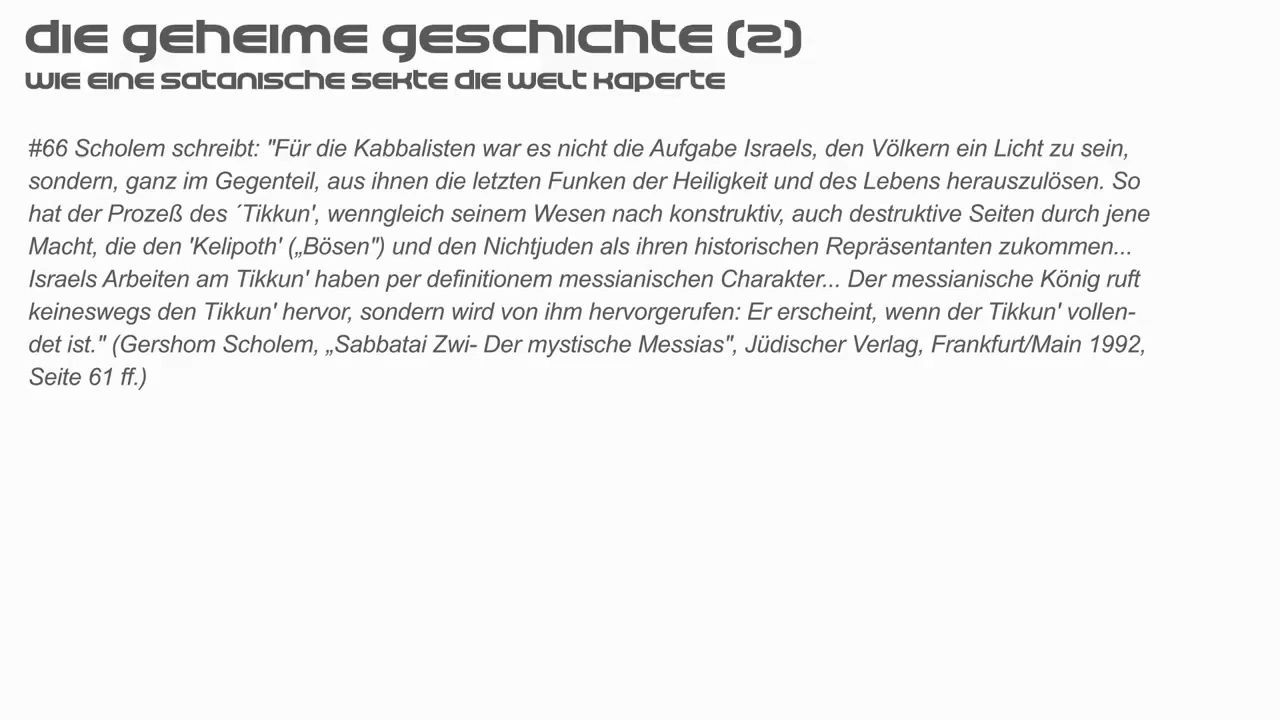 Die geheime Geschichte (2)
Wie eine satanische Sekte die Welt kaperte
#66 Scholem schreibt: "Für die Kabbalisten war es nicht die Aufgabe Israels, den Völkern ein Licht zu sein,
sondern, ganz im Gegenteil, aus ihnen die letzten Funken der Heiligkeit und des Lebens herauszulösen. So
hat der Prozeß des ´Tikkun', wenngleich seinem Wesen nach konstruktiv, auch destruktive Seiten durch jene
Macht, die den 'Kelipoth' („Bösen") und den Nichtjuden als ihren historischen Repräsentanten zukommen...
Israels Arbeiten am Tikkun' haben per definitionem messianischen Charakter... Der messianische König ruft
keineswegs den Tikkun' hervor, sondern wird von ihm hervorgerufen: Er erscheint, wenn der Tikkun' vollen-
det ist." (Gershom Scholem, „Sabbatai Zwi- Der mystische Messias", Jüdischer Verlag, Frankfurt/Main 1992,
Seite 61 ff.)